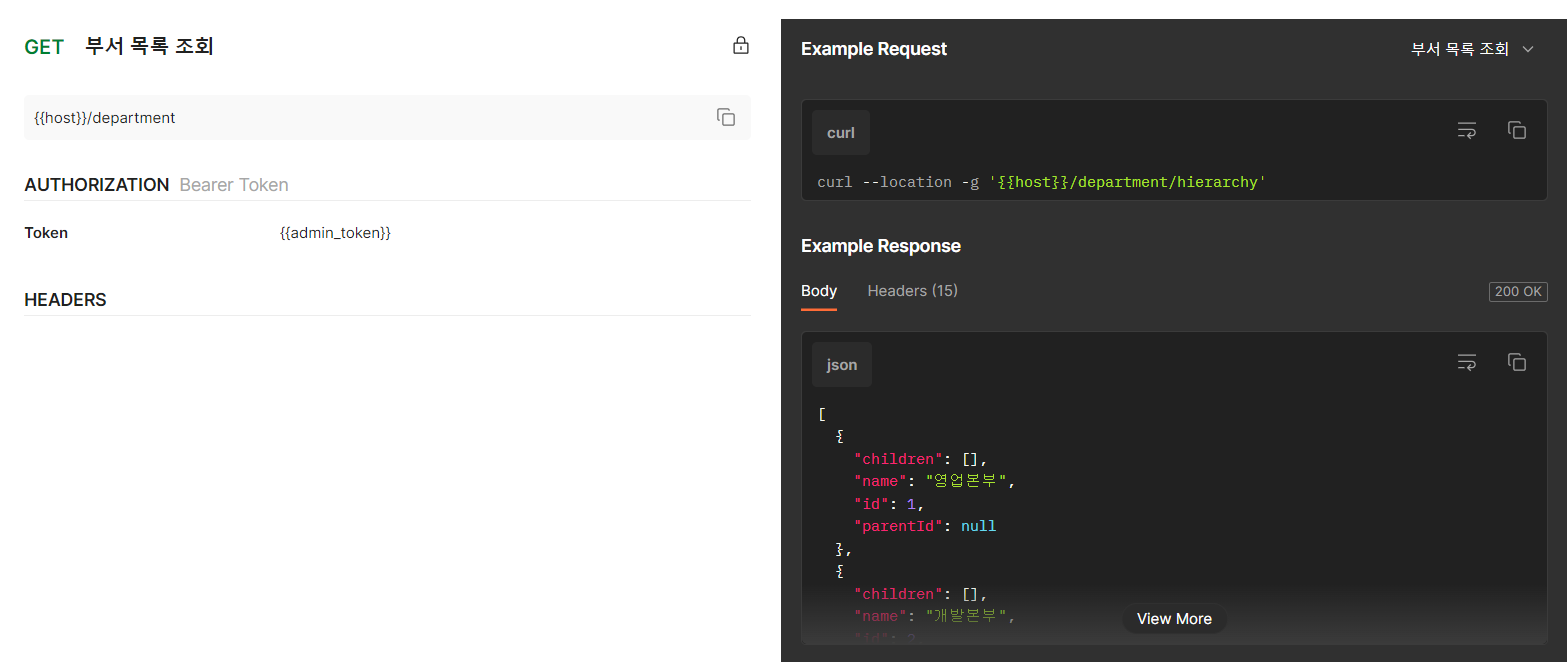 GET 부서 목록 조회
{{host}}/department
AUTHORIZATION Bearer Token
Token {{admin_token}}
HEADERS
Example Request 부서 목록 조회
curl
curl --location -g '{{host}}/department/hierarchy'
Example Response
Body Headers (15) 200 OK
json
[
{
"children": [],
"name": "영업본부",
"id": 1,
"parentId": null
},
{
"children": [],
"name": "개발본부",
"id": 2
View More